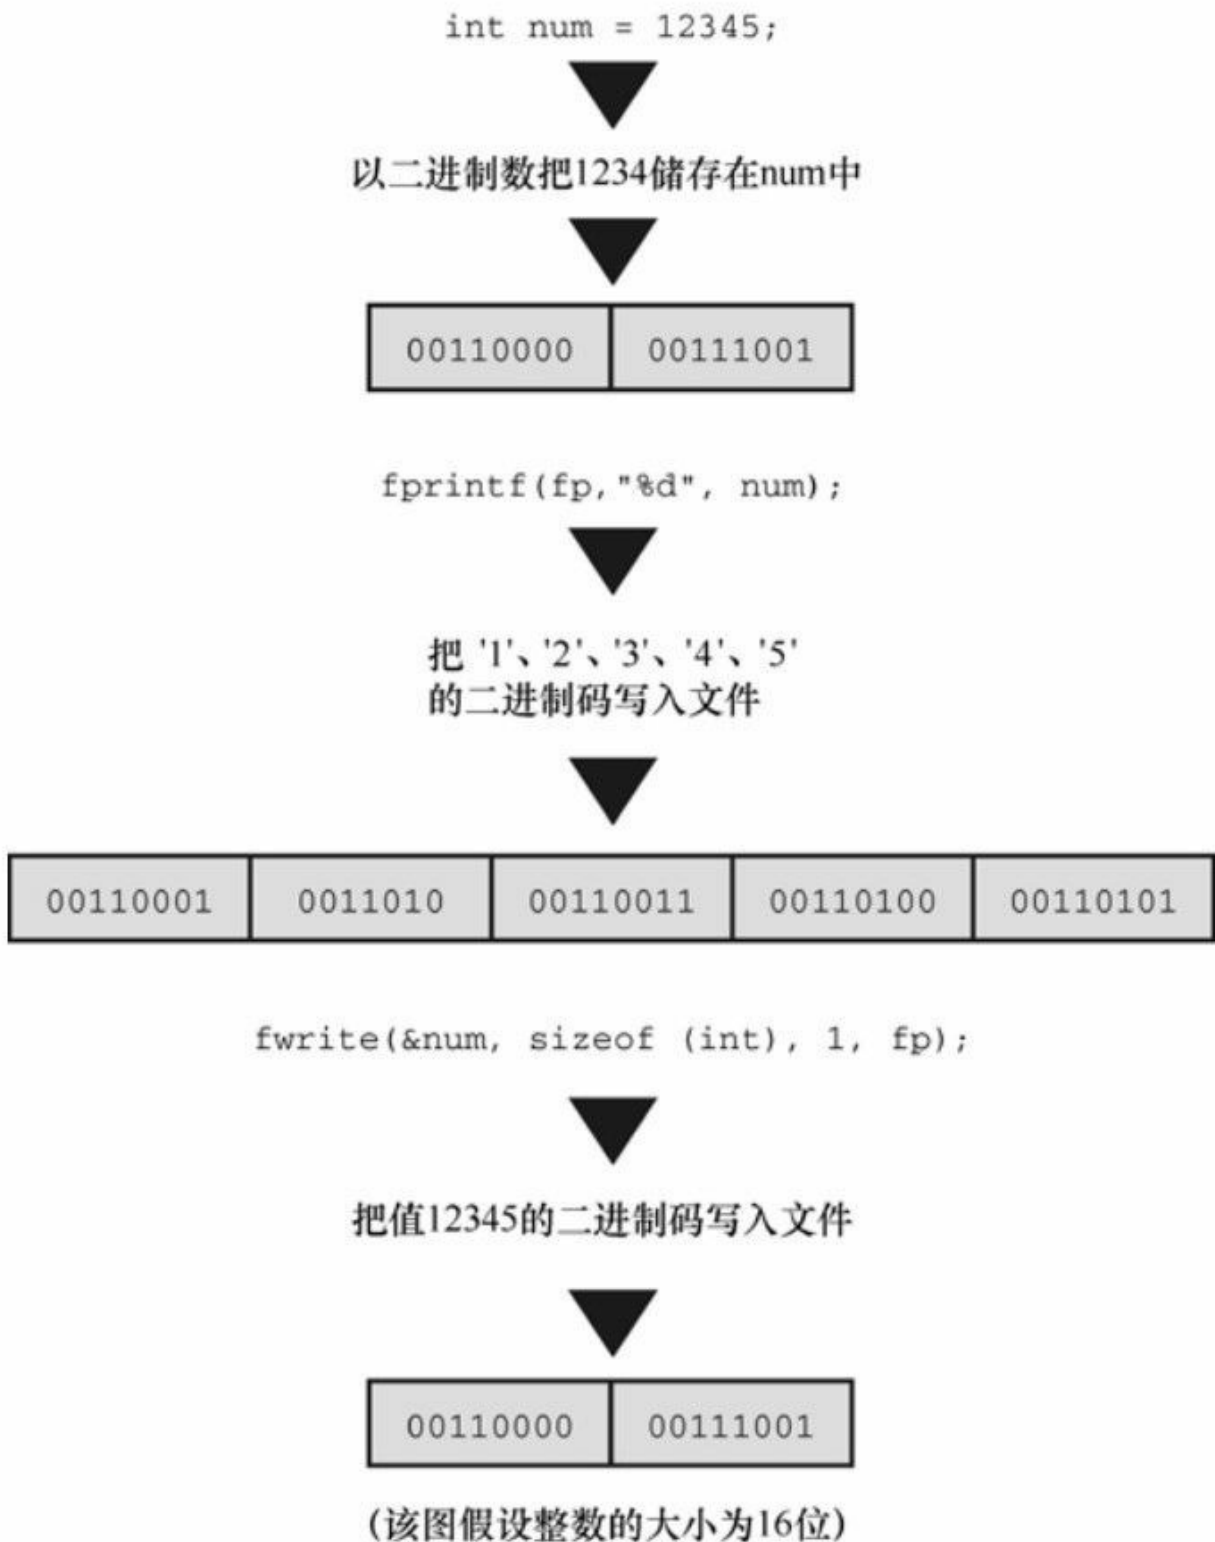 int num = 12345;
以二进制数把1234储存在num中
00110000 00111001
fprintf(fp,"%d", num);
把 '1'、'2'、'3'、'4'、'5'
的二进制码写入文件
00110001 0011010 00110011 00110100 00110101
fwrite(&num, sizeof (int), 1, fp);
把值12345的二进制码写入文件
00110000 00111001
（该图假设整数的大小为16位）